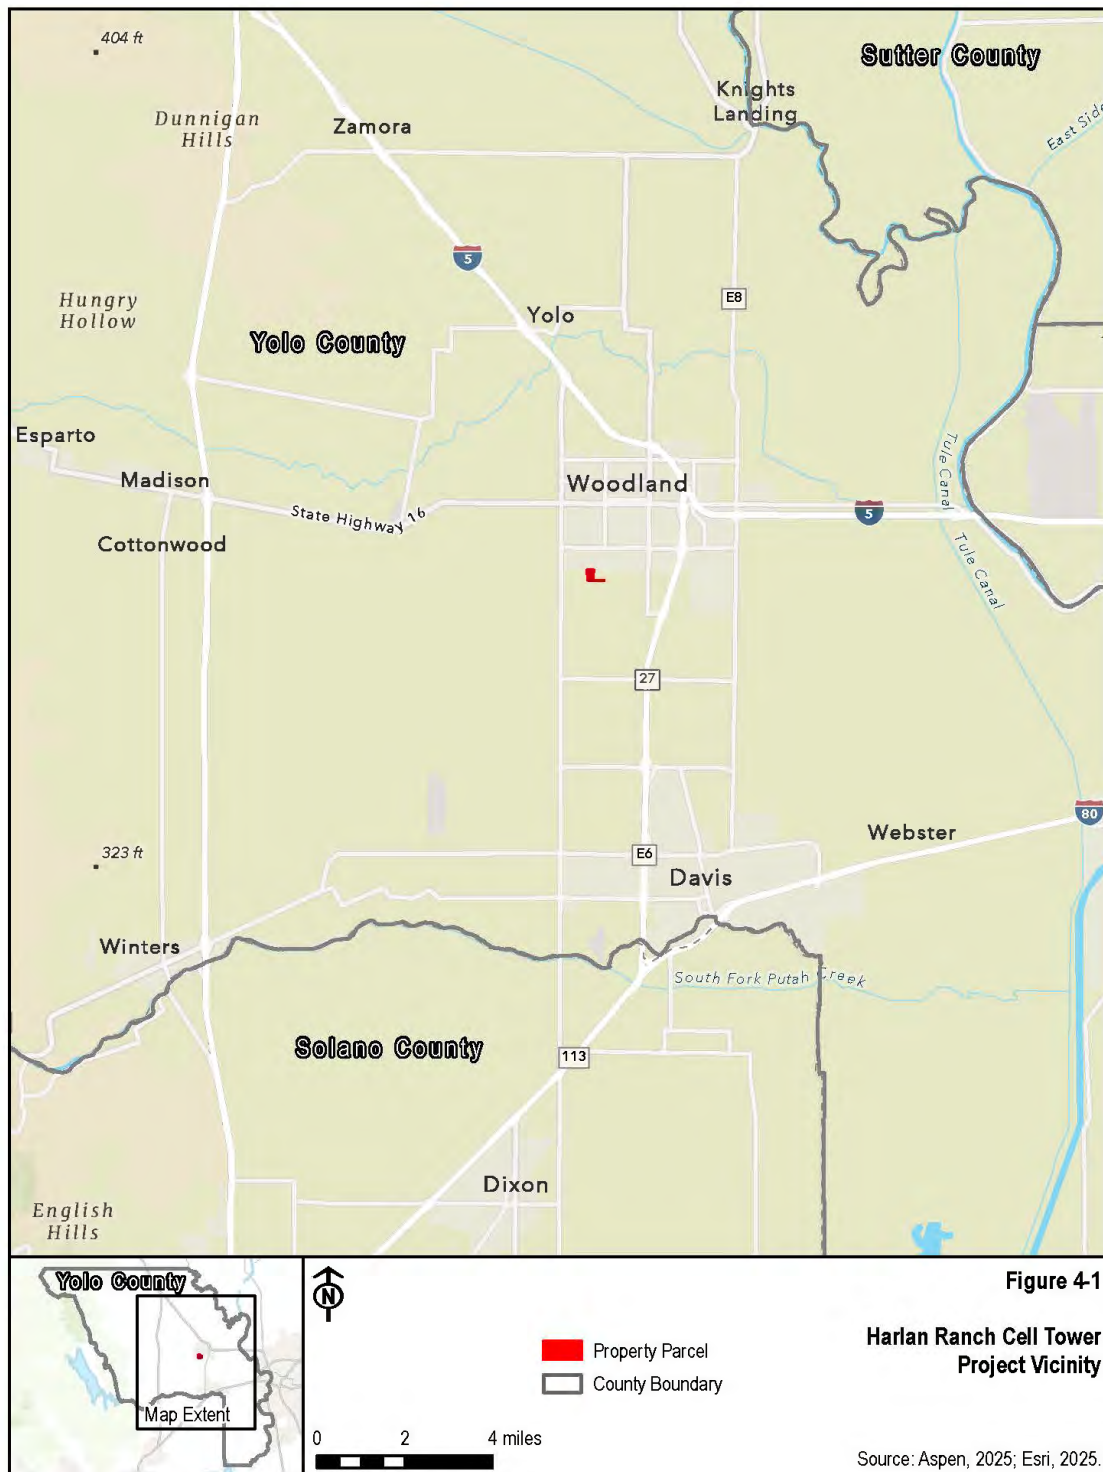 404 ft
Sutter County
Knights
Landing
Dunnigan
Hills
Zamora
East Side
5
Hungry
Hollow
E8
Yolo
Yolo County
Esparto
Madison
Woodland
State Highway 16
5
Tule Canal
Cottonwood
Tule Canal
27
80
Webster
323 ft
E6
Davis
Winters
South Fork Putah Creek
Solano County
113
Dixon
English
Hills
Yolo County
Map Extent
N
Property Parcel
County Boundary
0 2 4 miles
Figure 4-1
Harlan Ranch Cell Tower
Project Vicinity
Source: Aspen, 2025; Esri, 2025.